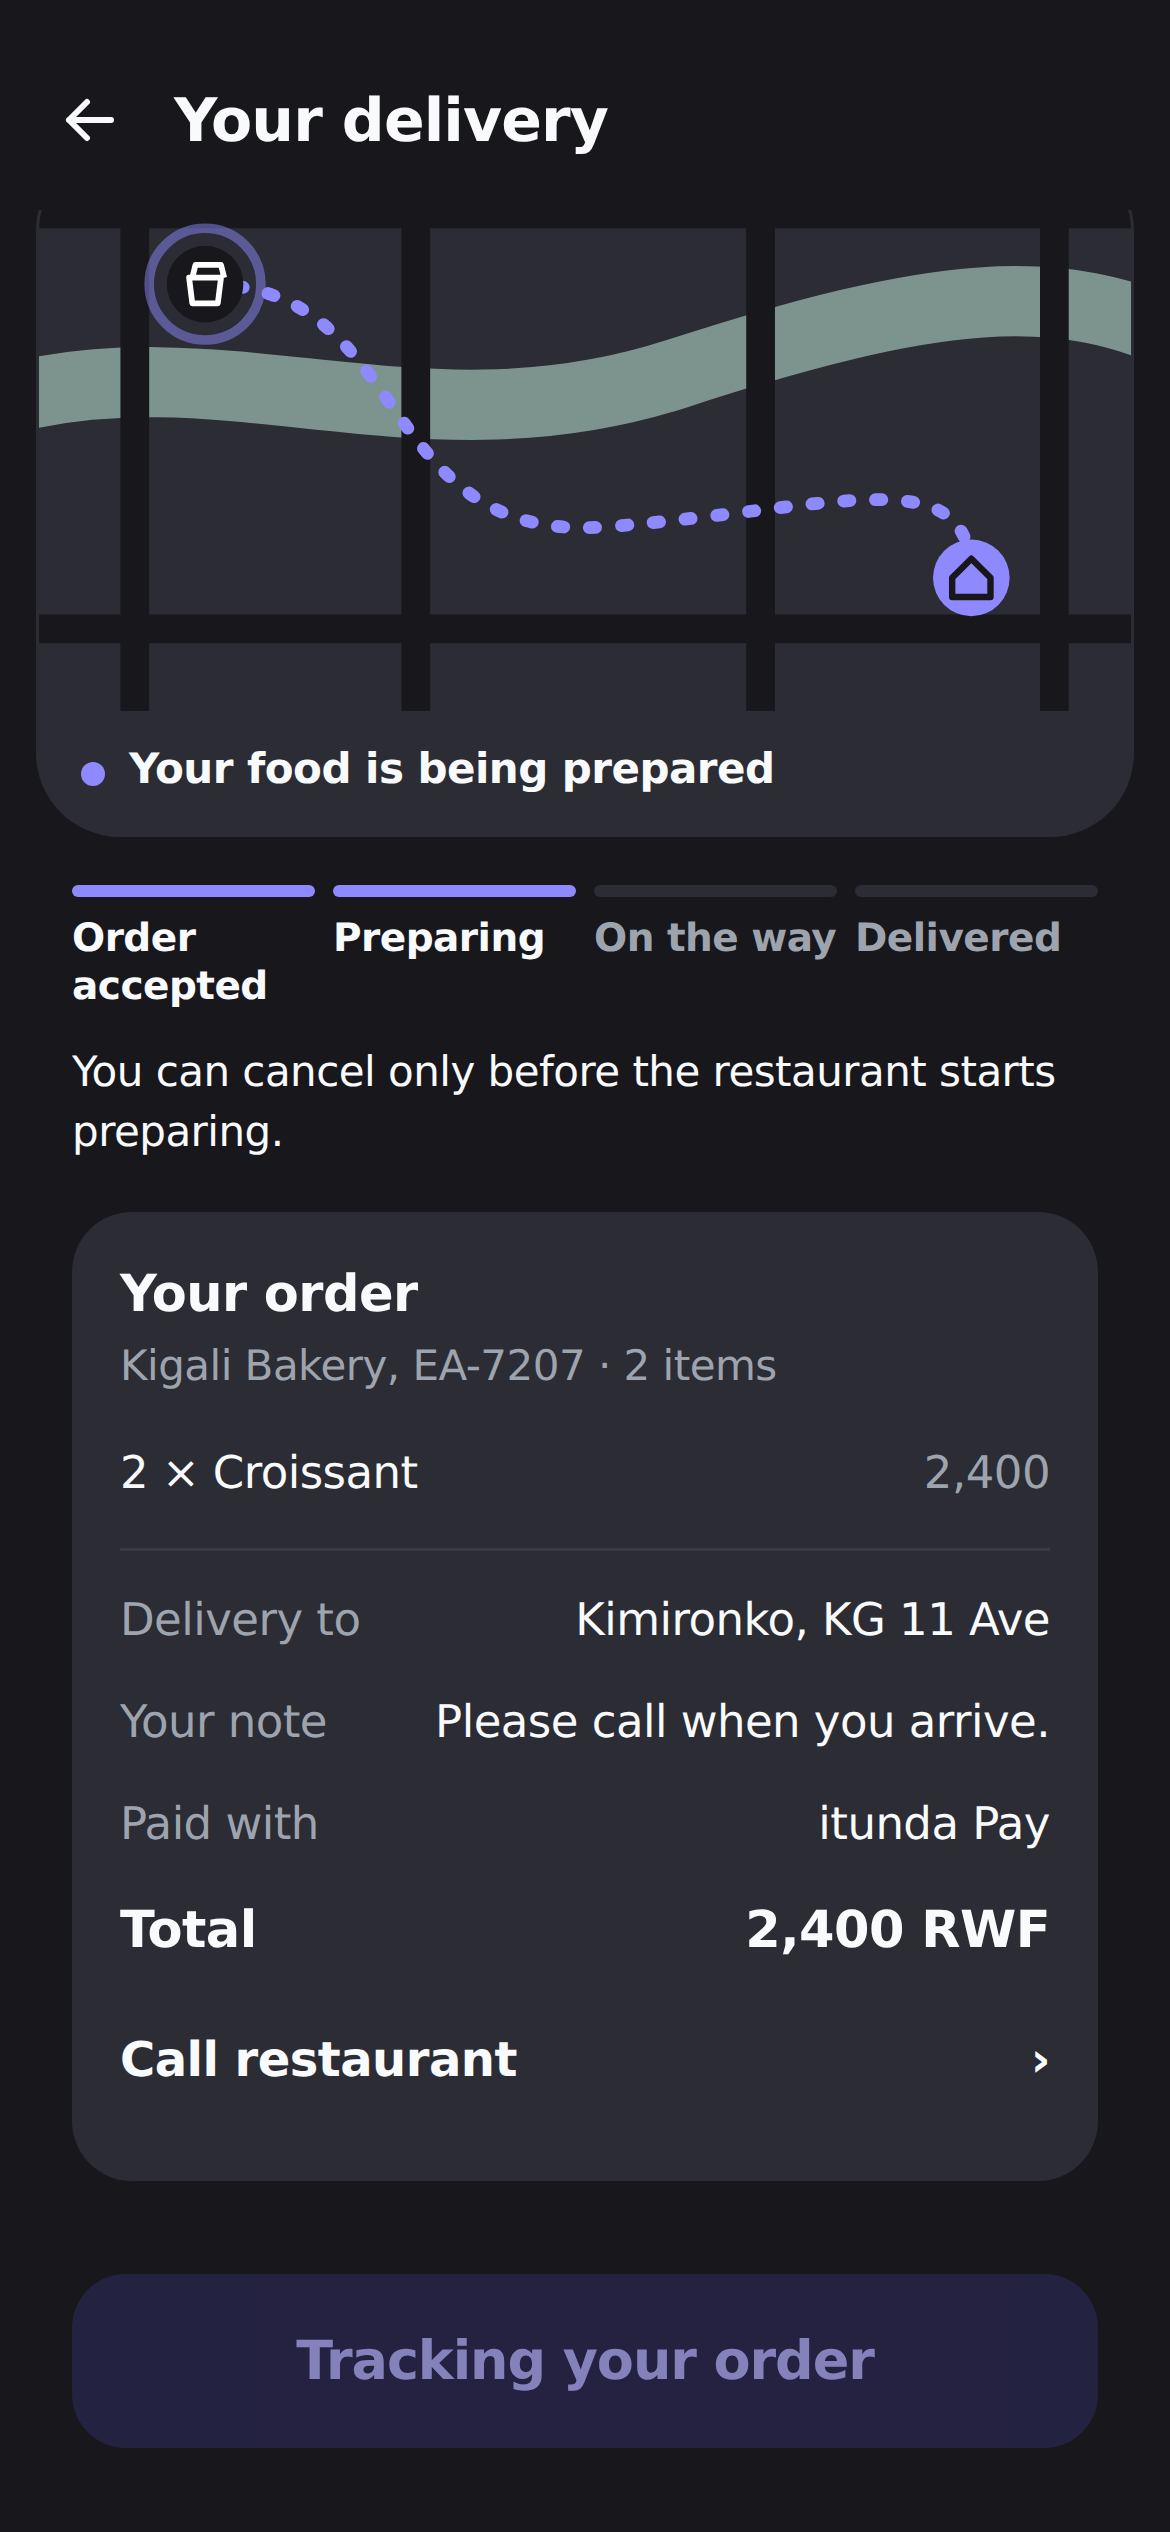 Your delivery
Your food is being prepared
Order accepted
Preparing
On the way
Delivered
You can cancel only before the restaurant starts
preparing.
Your order
Kigali Bakery, EA-7207 · 2 items
2 × Croissant 2,400
Delivery to Kimironko, KG 11 Ave
Your note Please call when you arrive.
Paid with itunda Pay
Total 2,400 RWF
Call restaurant ›
Tracking your order